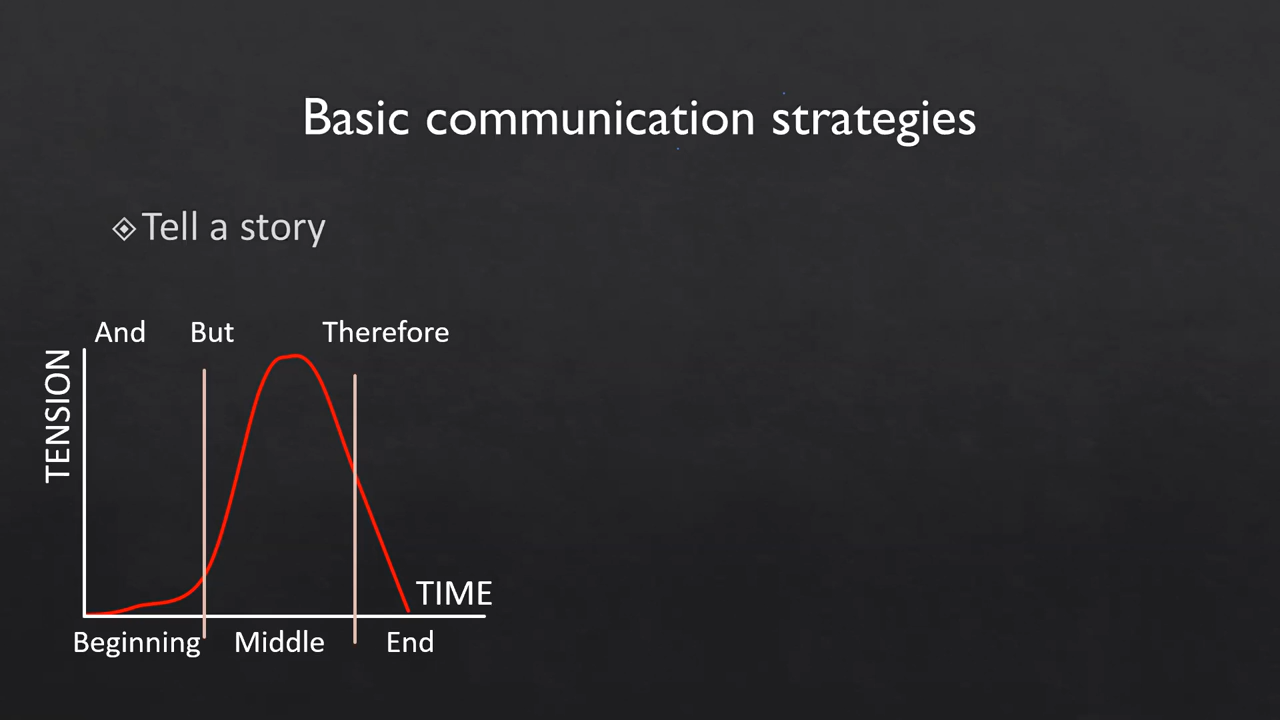 Basic communication strategies
Tell a story
And But Therefore
TENSION
TIME
Beginning Middle End